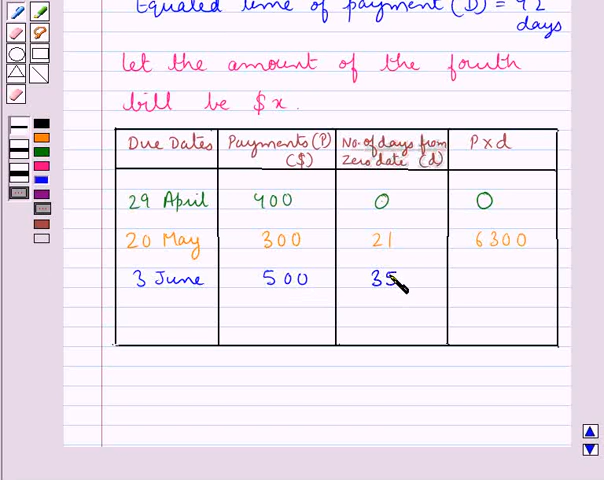 Equated time of payment (D) = 92
days
let the amount of the fourth
bill be $x.
Due Dates Payments (P) ($) No. of days from Zero date (d) P x d
29 April 400 0 0
20 May 300 21 6300
3 June 500 35